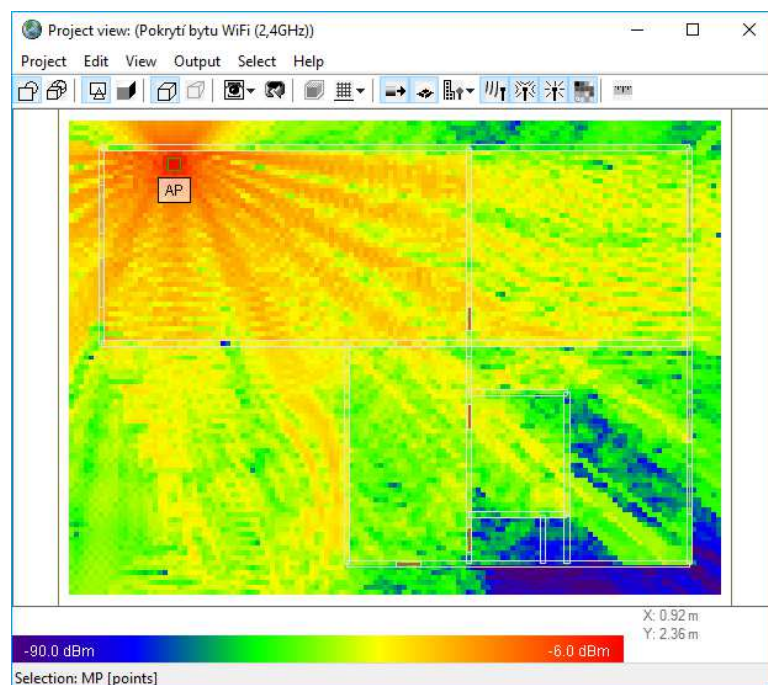 Project view: (Pokrytí bytu WiFi (2,4GHz))
Project Edit View Output Select Help
AP
X: 0.92 m
Y: 2.36 m
-90.0 dBm -6.0 dBm
Selection: MP [points]